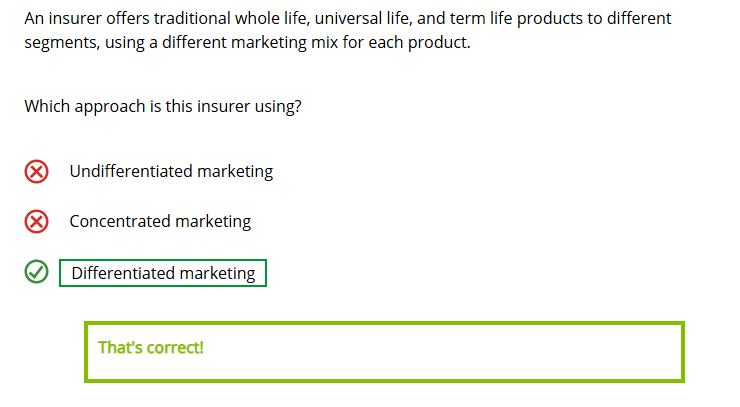 An insurer offers traditional whole life, universal life, and term life products to different
segments, using a different marketing mix for each product.
Which approach is this insurer using?
Undifferentiated marketing
Concentrated marketing
Differentiated marketing
That's correct!